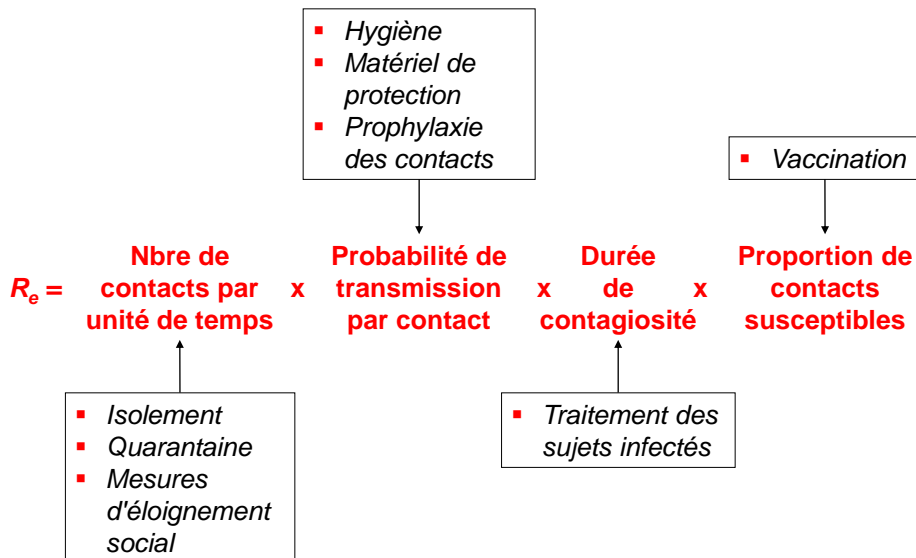 ▪ Hygiène
▪ Matériel de
protection
▪ Prophylaxie
des contacts
▪ Vaccination
Re = Nbre de contacts par unité de temps x Probabilité de transmission par contact x Durée de contagiosité x Proportion de contacts susceptibles
▪ Isolement
▪ Quarantaine
▪ Mesures
d'éloignement
social
▪ Traitement des
sujets infectés